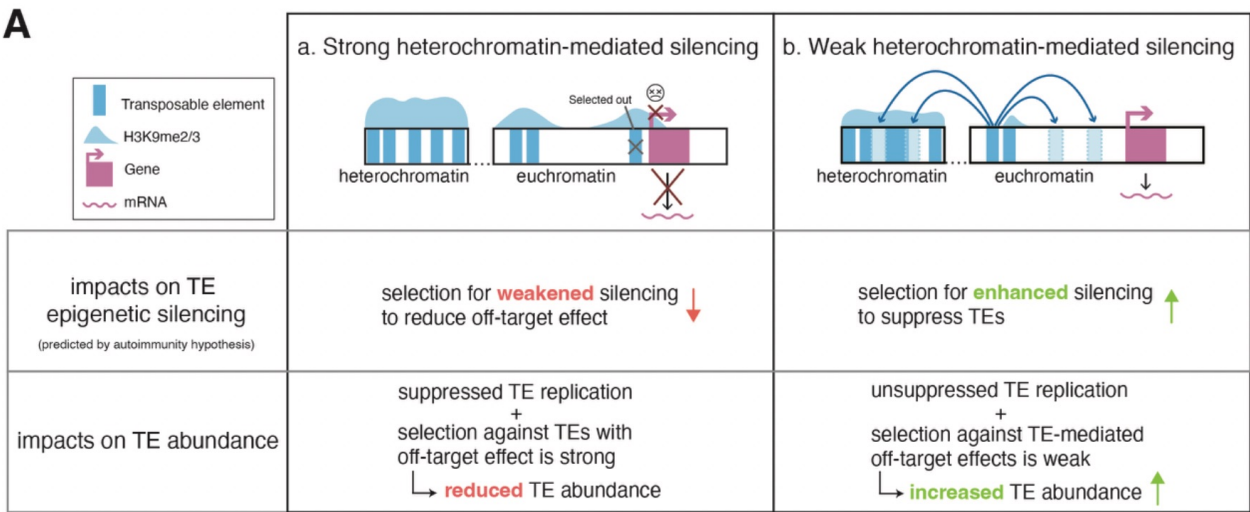 A
a. Strong heterochromatin-mediated silencing
b. Weak heterochromatin-mediated silencing
Transposable element
H3K9me2/3
Gene
mRNA
Selected out
heterochromatin
euchromatin
heterochromatin
euchromatin
impacts on TE
epigenetic silencing
(predicted by autoimmunity hypothesis)
selection for weakened silencing
to reduce off-target effect
selection for enhanced silencing
to suppress TEs
impacts on TE abundance
suppressed TE replication
+
selection against TEs with
off-target effect is strong
reduced TE abundance
unsuppressed TE replication
+
selection against TE-mediated
off-target effects is weak
increased TE abundance